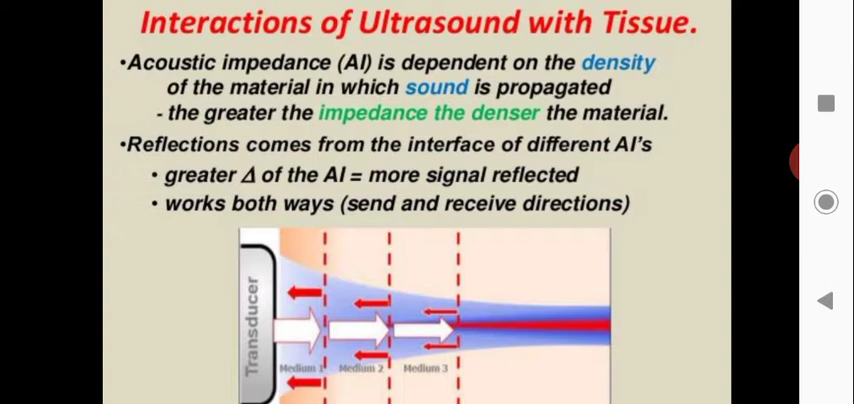 Interactions of Ultrasound with Tissue.
•Acoustic impedance (AI) is dependent on the density
of the material in which sound is propagated
- the greater the impedance the denser the material.
•Reflections comes from the interface of different AI's
• greater Δ of the AI = more signal reflected
• works both ways (send and receive directions)
Transducer
Medium 1 Medium 2 Medium 3